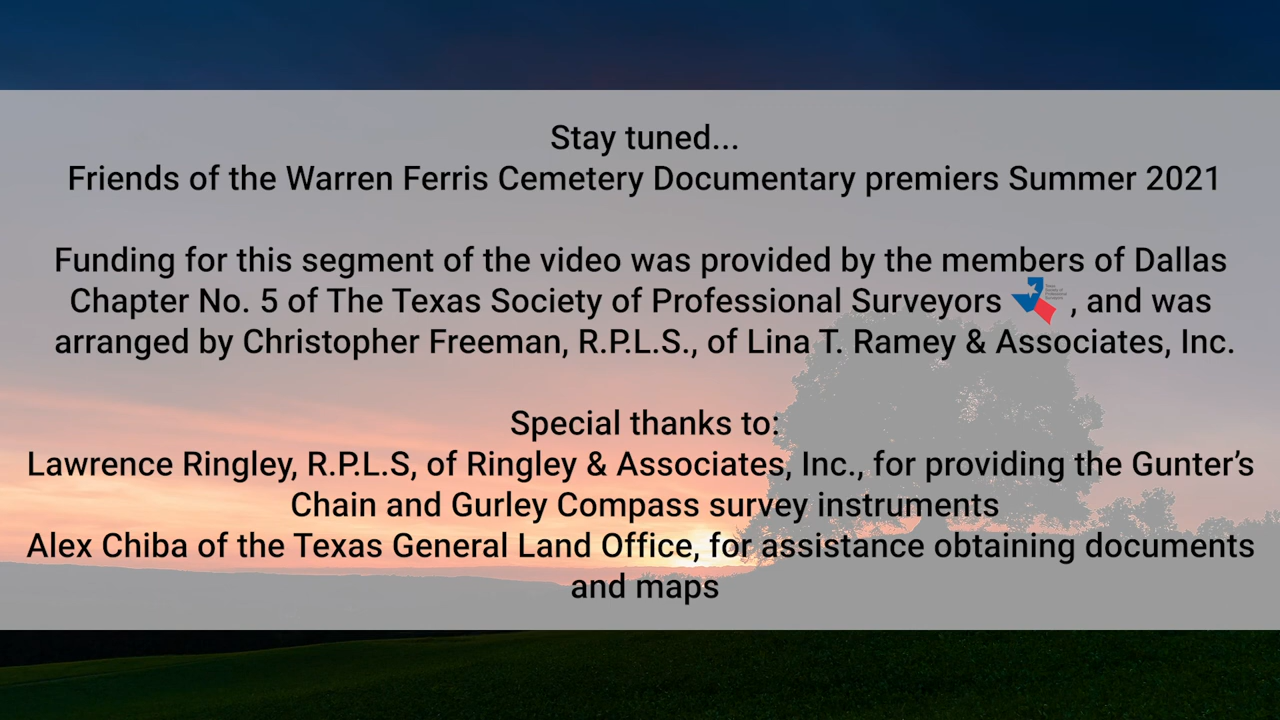 Stay tuned...
Friends of the Warren Ferris Cemetery Documentary premiers Summer 2021
Funding for this segment of the video was provided by the members of Dallas
Chapter No. 5 of The Texas Society of Professional Surveyors , and was
arranged by Christopher Freeman, R.P.L.S., of Lina T. Ramey & Associates, Inc.
Special thanks to:
Lawrence Ringley, R.P.L.S, of Ringley & Associates, Inc., for providing the Gunter’s
Chain and Gurley Compass survey instruments
Alex Chiba of the Texas General Land Office, for assistance obtaining documents
and maps